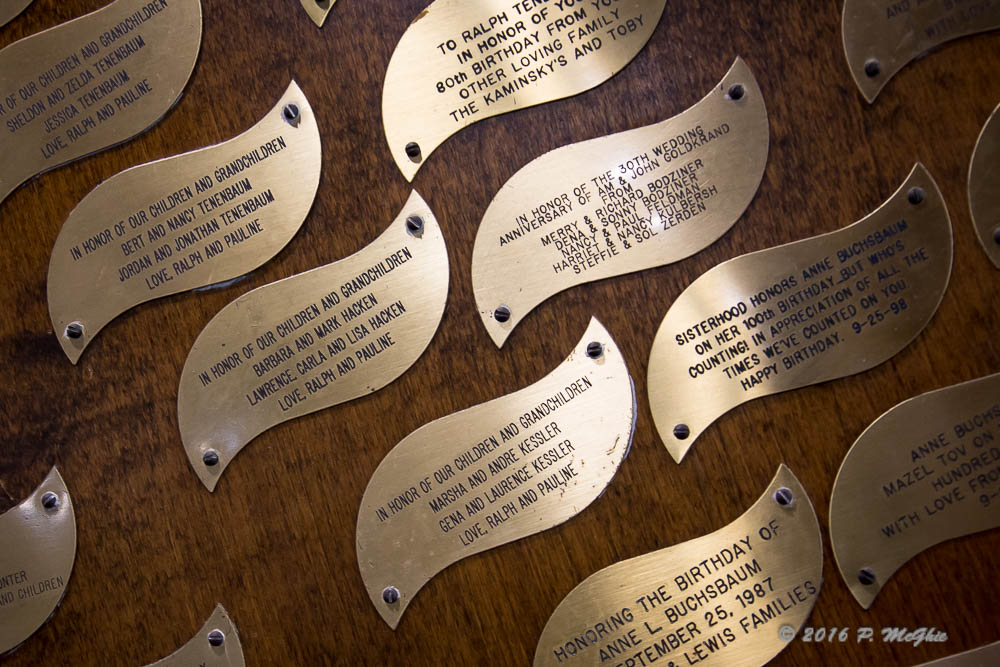 OF OUR CHILDREN AND GRANDCHILDREN
SHELDON AND ZELDA TENENBAUM
JESSICA TENENBAUM
LOVE, RALPH AND PAULINE
TO RALPH
IN HONOR OF
80th BIRTHDAY FROM
OTHER LOVING FAMILY
THE KAMINSKY'S AND TOBY
IN HONOR OF OUR CHILDREN AND GRANDCHILDREN
BERT AND NANCY TENENBAUM
JORDAN AND JONATHAN TENENBAUM
LOVE, RALPH AND PAULINE
IN HONOR OF THE 30TH WEDDING
ANNIVERSARY OF AM & JOHN GOLDKRAND
FROM
MERRY & RICHARD BODZINER
DENA & SONNY BODZINER
NANCY & PAUL FELDMAN
HARRIET & NANCY KULBERSH
STEFFIE & SOL ZERDEN
IN HONOR OF OUR CHILDREN AND GRANDCHILDREN
BARBARA AND MARK HACKEN
LAWRENCE, CARLA AND LISA HACKEN
LOVE, RALPH AND PAULINE
SISTERHOOD HONORS ANNE BUCHSBAUM
ON HER 100th BIRTHDAY...BUT WHO'S
COUNTING! IN APPRECIATION OF ALL THE
TIMES WE'VE COUNTED ON YOU.
HAPPY BIRTHDAY. 9-25-98
IN HONOR OF OUR CHILDREN AND GRANDCHILDREN
MARSHA AND ANDRE KESSLER
GENA AND LAURENCE KESSLER
LOVE, RALPH AND PAULINE
ANNE
MAZEL TOV ON
HUNDRED
WITH LOVE
HONORING THE BIRTHDAY OF
ANNE L. BUCHSBAUM
SEPTEMBER 25, 1987
& LEWIS FAMILIES
AND CHILDREN
© 2016 P. McGhie